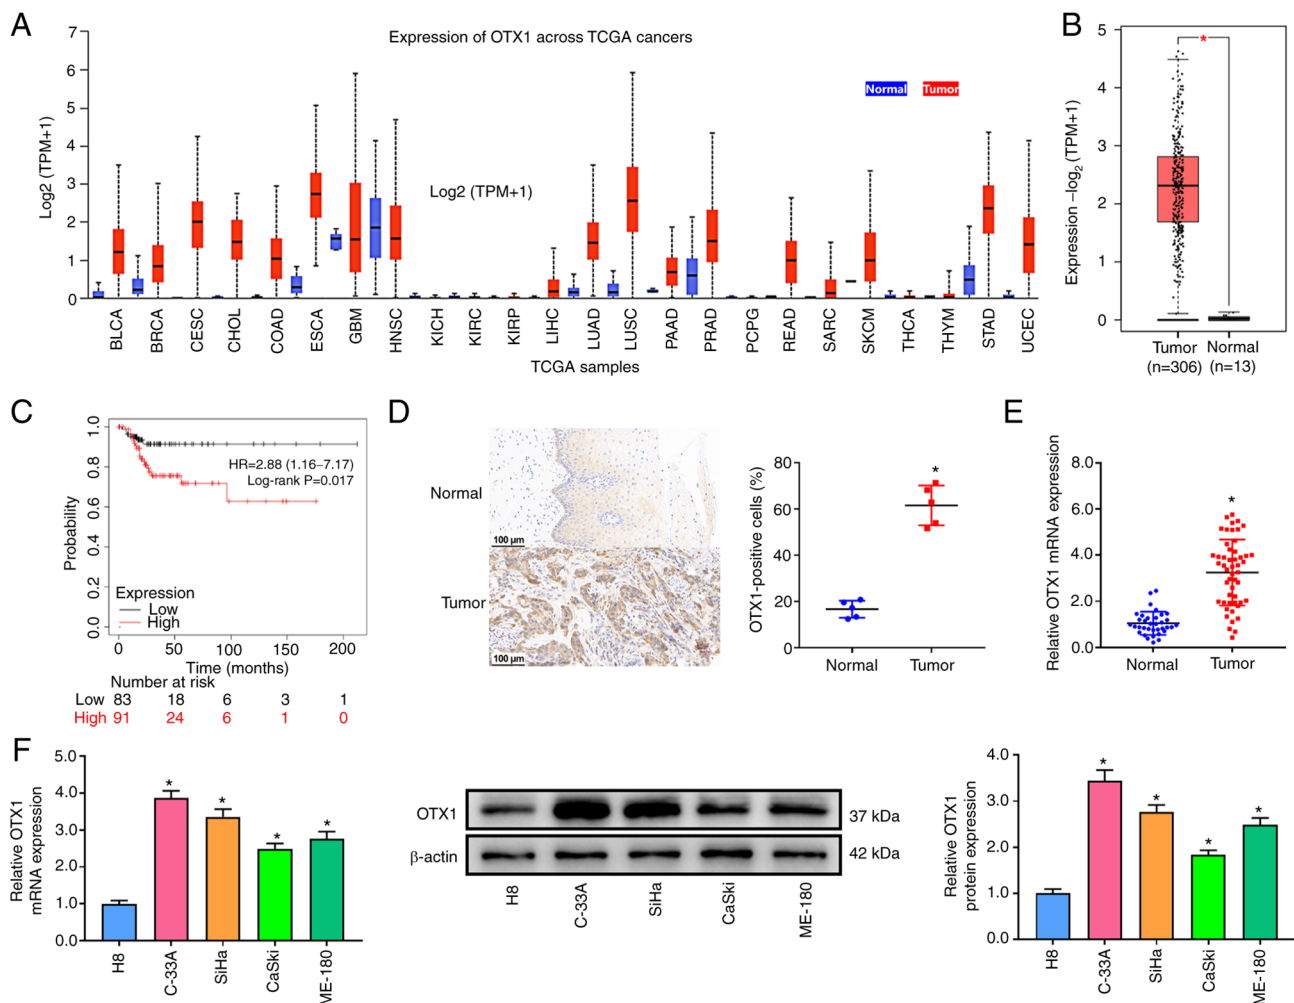 A
Expression of OTX1 across TCGA cancers
Normal Tumor
Log2 (TPM+1)
7
6
5
4
3
2
1
0
Log2 (TPM+1)
BLCA
BRCA
CESC
CHOL
COAD
ESCA
GBM
HNSC
KICH
KIRC
KIRP
LIHC
LUAD
LUSC
PAAD
PRAD
PCPG
READ
SARC
SKCM
THCA
THYM
STAD
UCEC
TCGA samples
B
Expression –log2 (TPM+1)
5
4
3
2
1
0
*
Tumor Normal
(n=306) (n=13)
C
Probability
1.0
0.8
0.6
0.4
0.2
0.0
HR=2.88 (1.16–7.17)
Log-rank P=0.017
Expression
Low
High
0 50 100 150 200
Time (months)
Number at risk
Low 83 18 6 3 1
High 91 24 6 1 0
D
Normal
100 μm
Tumor
100 μm
OTX1-positive cells (%)
80
60
40
20
0
*
Normal Tumor
E
Relative OTX1 mRNA expression
8.0
6.0
4.0
2.0
0.0
*
Normal Tumor
F
Relative OTX1
mRNA expression
5.0
4.0
3.0
2.0
1.0
0.0
* * * *
H8
C-33A
SiHa
CaSki
ME-180
OTX1 37 kDa
β-actin 42 kDa
H8
C-33A
SiHa
CaSki
ME-180
Relative OTX1
protein expression
4.0
3.0
2.0
1.0
0.0
* * * *
H8
C-33A
SiHa
CaSki
ME-180